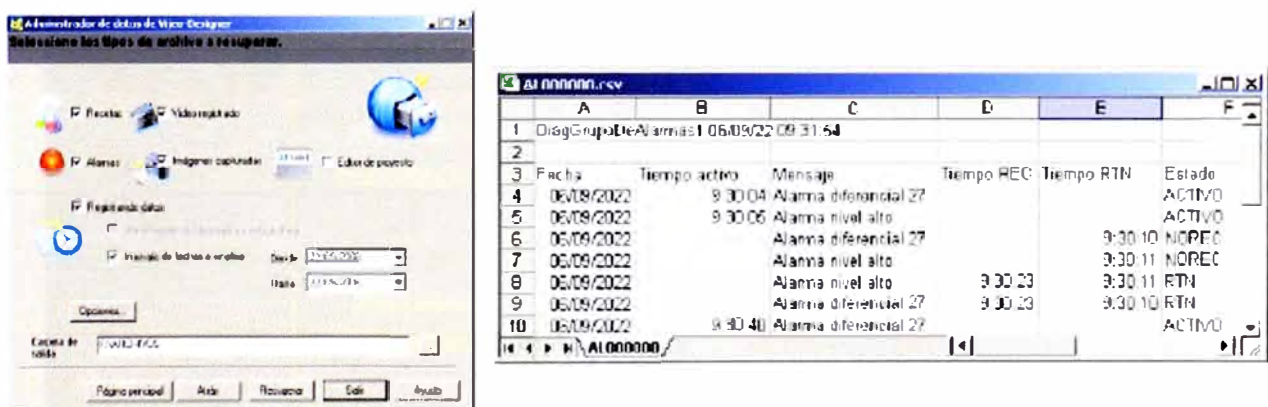 Administrador de datos de Vijeo Designer
Seleccione los tipos de archivo a recuperar.
Recetas Video registrado
Alarmas Imágenes capturadas Editor de proyecto
Registrando datos
Intervalo de fechas a emplear Desde
Hasta
Opciones...
Carpeta de salida
...
Página principal Atrás Recuperar Salir Ayuda
AL000000.csv
A B C D E F
1 DiagGrupoDeAlarmas1 06/09/22 09:31:54
2
3 Fecha Tiempo activo Mensaje Tiempo REC Tiempo RTN Estado
4 06/09/2022 9:30:04 Alarma diferencial 27 ACTIVO
5 06/09/2022 9:30:05 Alarma nivel alto ACTIVO
6 06/09/2022 Alarma diferencial 27 9:30:10 NOREC
7 06/09/2022 Alarma nivel alto 9:30:11 NOREC
8 06/09/2022 Alarma nivel alto 9:30:23 9:30:11 RTN
9 06/09/2022 Alarma diferencial 27 9:30:23 9:30:10 RTN
10 06/09/2022 9:30:40 Alarma diferencial 27 ACTIVO
AL000000